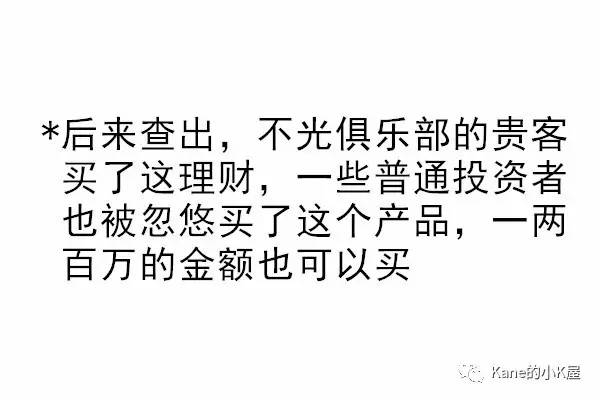 *后来查出，不光俱乐部的贵客
买了这理财，一些普通投资者
也被忽悠买了这个产品，一两
百万的金额也可以买
Kane的小K屋